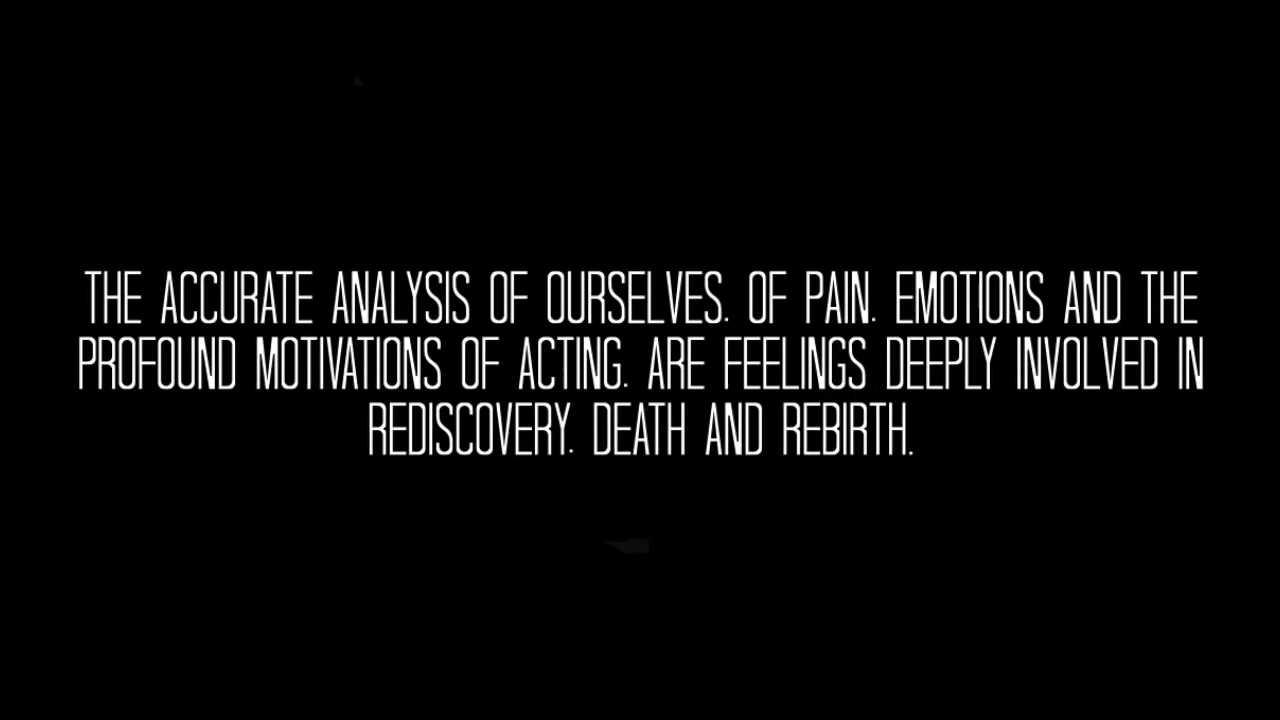 THE ACCURATE ANALYSIS OF OURSELVES. OF PAIN. EMOTIONS AND THE
PROFOUND MOTIVATIONS OF ACTING. ARE FEELINGS DEEPLY INVOLVED IN
REDISCOVERY. DEATH AND REBIRTH.